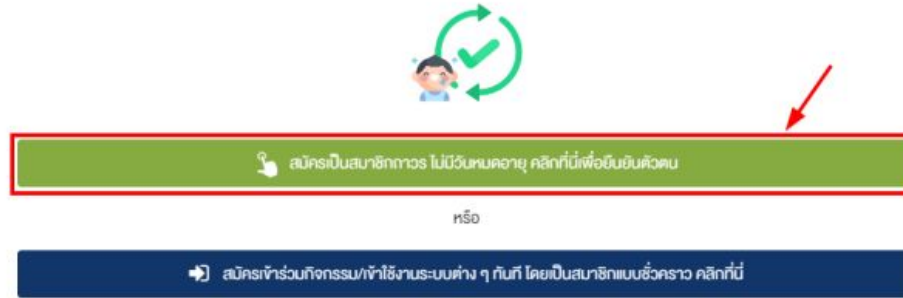 สมัครเป็นสมาชิกถาวร ไม่มีวันหมดอายุ คลิกที่นี่เพื่อยืนยันตัวตน
หรือ
สมัครเข้าร่วมกิจกรรม/เข้าใช้งานระบบต่าง ๆ ทันที โดยเป็นสมาชิกแบบชั่วคราว คลิกที่นี่